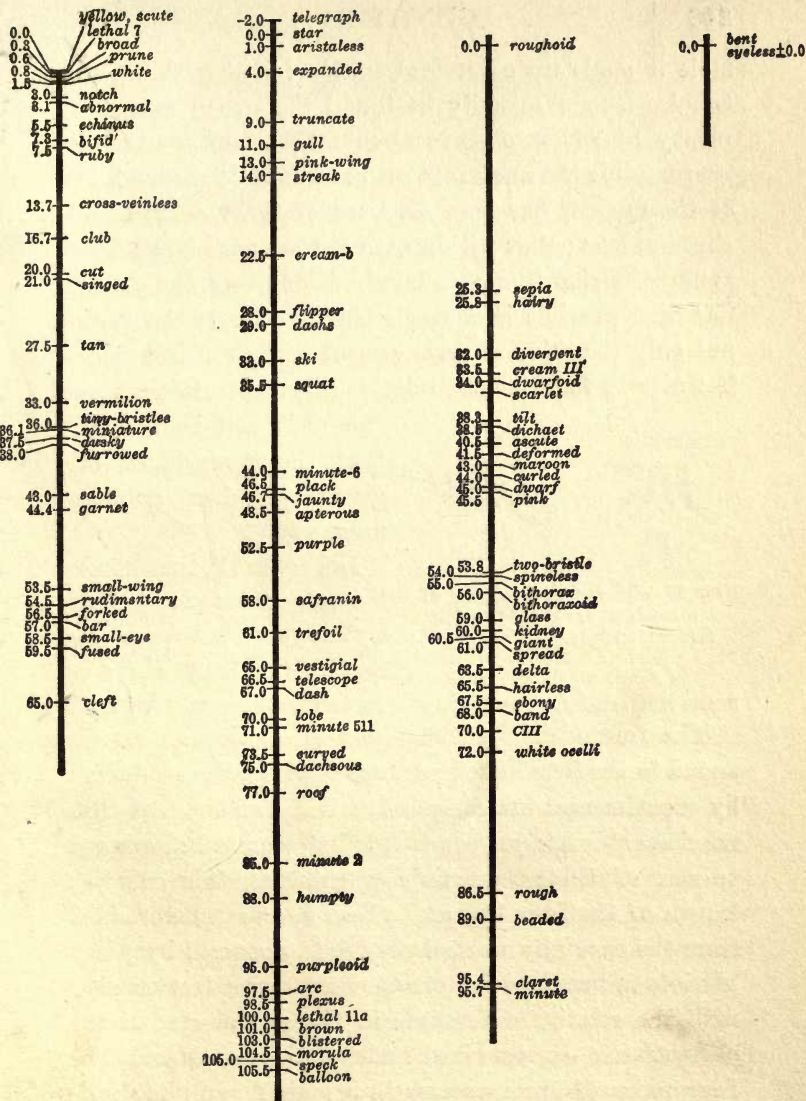 0.0 yellow, scute
0.3 lethal 7
0.6 broad
0.8 prune
1.5 white
3.0 notch
3.1 abnormal
5.5 echinus
7.3 bifid
7.5 ruby
13.7 cross-veinless
16.7 club
20.0 cut
21.0 singed
27.5 tan
33.0 vermilion
36.0 tiny-bristles
36.1 miniature
37.5 dusky
38.0 furrowed
43.0 sable
44.4 garnet
53.5 small-wing
54.5 rudimentary
56.5 forked
57.0 bar
58.5 small-eye
59.5 fused
65.0 cleft
-2.0 telegraph
0.0 star
1.0 aristaless
4.0 expanded
9.0 truncate
11.0 gull
13.0 pink-wing
14.0 streak
22.5 cream-b
28.0 flipper
29.0 dachs
33.0 ski
35.5 squat
44.0 minute-6
46.5 plack
46.7 jaunty
48.5 apterous
52.5 purple
58.0 safranin
61.0 trefoil
65.0 vestigial
66.5 telescope
67.0 dash
70.0 lobe
71.0 minute 511
73.5 curved
75.0 dachsous
77.0 roof
85.0 minute 2
88.0 humpty
95.0 purpleoid
97.5 arc
98.5 plexus
100.0 lethal 11a
101.0 brown
103.0 blistered
104.5 morula
105.0 speck
105.5 balloon
0.0 roughoid
25.3 sepia
25.8 hairy
32.0 divergent
33.5 cream III
34.0 dwarfoid
scarlet
38.3 tilt
38.5 dichaet
40.5 ascute
41.5 deformed
43.0 maroon
44.0 curled
45.0 dwarf
45.5 pink
53.8 two-bristle
54.0 spineless
55.0 bithorax
56.0 bithoraxoid
59.0 glass
60.0 kidney
60.5 giant
61.0 spread
63.5 delta
65.5 hairless
67.5 ebony
68.0 band
70.0 CIII
72.0 white ocelli
86.5 rough
89.0 beaded
95.4 claret
95.7 minute
0.0 bent
eyeless±0.0